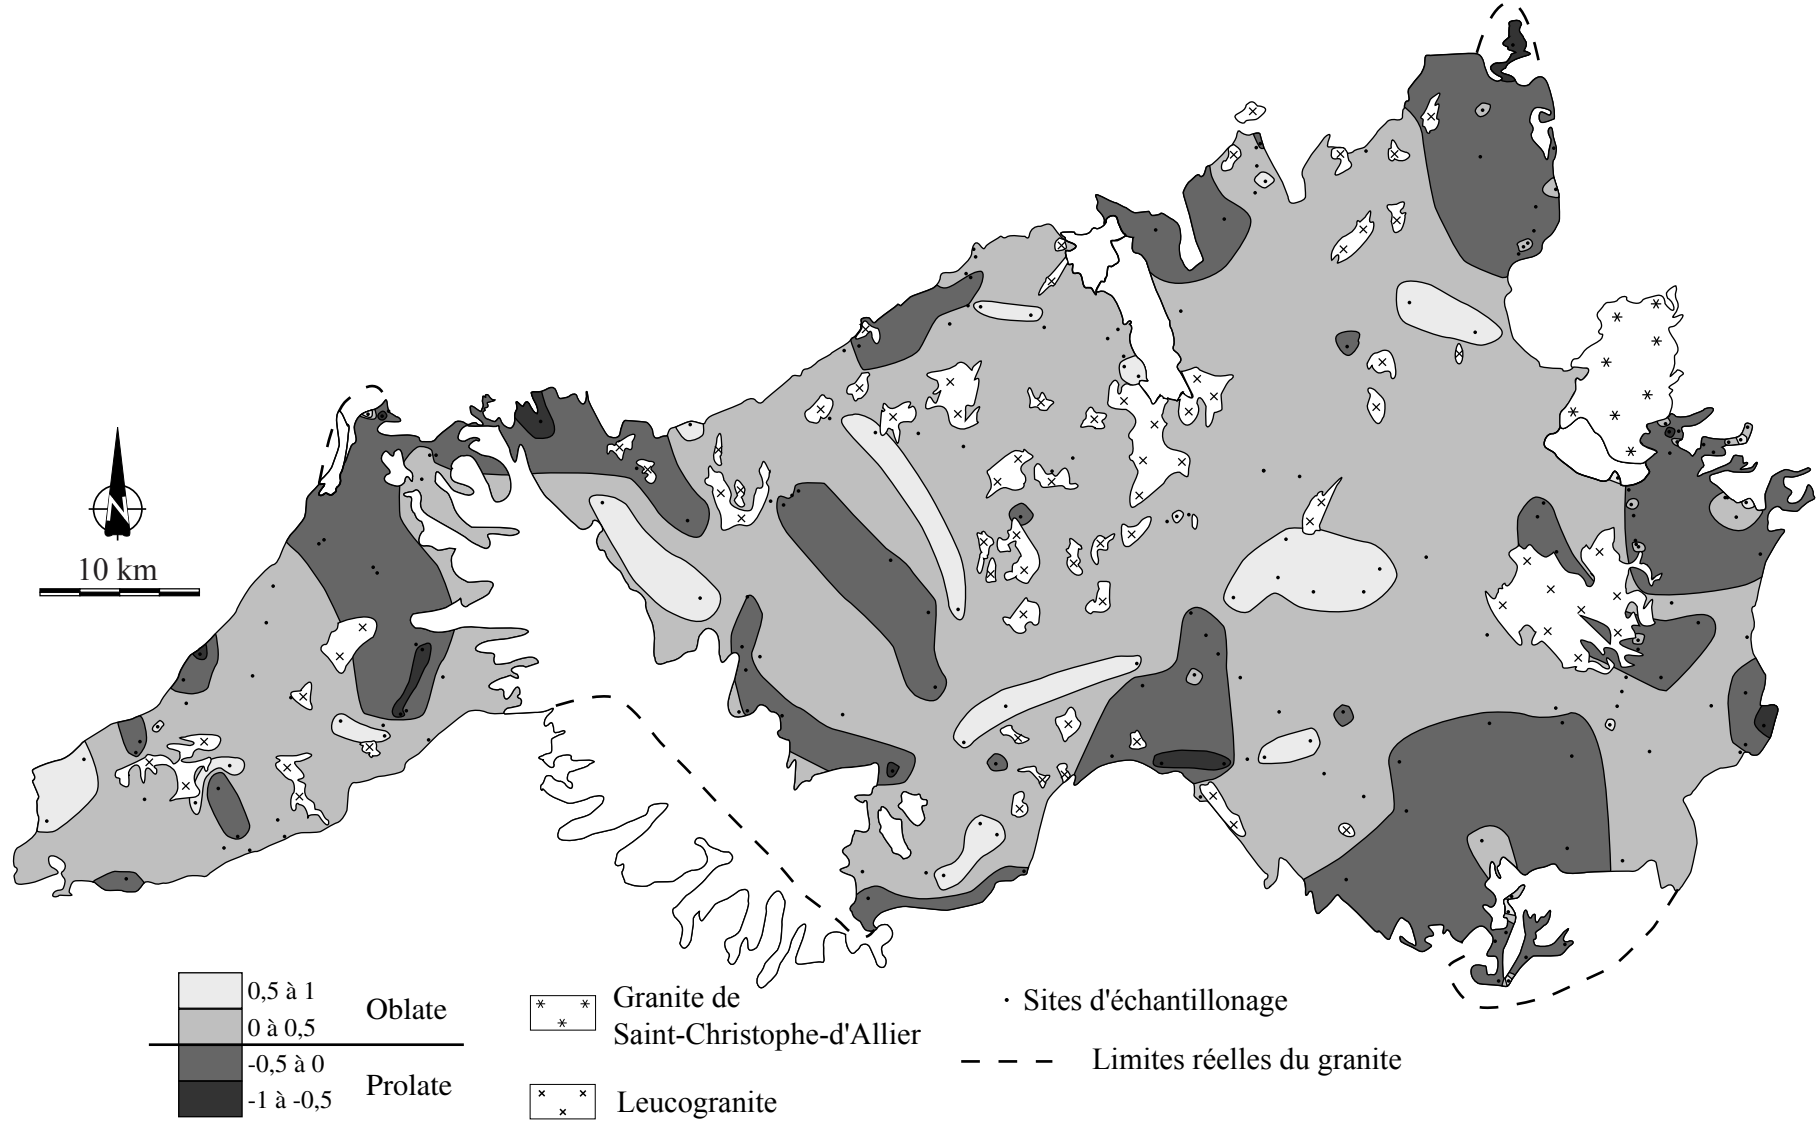 N
10 km
0,5 à 1
0 à 0,5
Oblate
-0,5 à 0
-1 à -0,5
Prolate
Granite de
Saint-Christophe-d'Allier
Leucogranite
Sites d'échantillonage
Limites réelles du granite